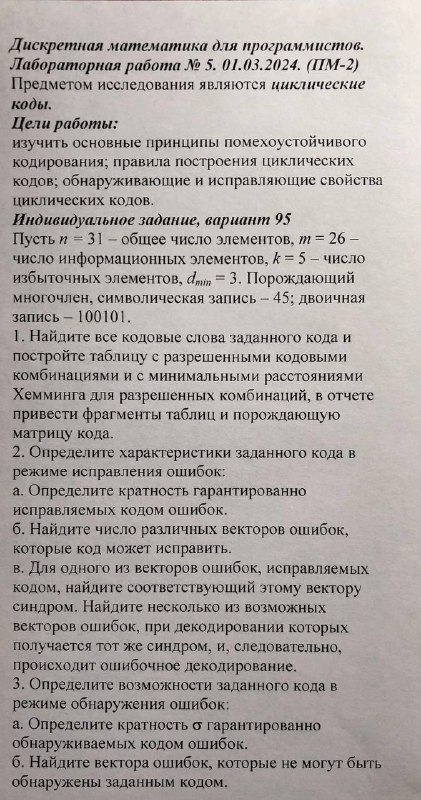 Дискретная математика для программистов.
Лабораторная работа № 5. 01.03.2024. (ПМ-2)
Предметом исследования являются циклические
коды.
Цели работы:
изучить основные принципы помехоустойчивого
кодирования; правила построения циклических
кодов; обнаруживающие и исправляющие свойства
циклических кодов.
Индивидуальное задание, вариант 95
Пусть n = 31 – общее число элементов, m = 26 –
число информационных элементов, k = 5 – число
избыточных элементов, dmin = 3. Порождающий
многочлен, символическая запись – 45; двоичная
запись – 100101.
1. Найдите все кодовые слова заданного кода и
постройте таблицу с разрешенными кодовыми
комбинациями и с минимальными расстояниями
Хемминга для разрешенных комбинаций, в отчете
привести фрагменты таблиц и порождающую
матрицу кода.
2. Определите характеристики заданного кода в
режиме исправления ошибок:
а. Определите кратность гарантированно
исправляемых кодом ошибок.
б. Найдите число различных векторов ошибок,
которые код может исправить.
в. Для одного из векторов ошибок, исправляемых
кодом, найдите соответствующий этому вектору
синдром. Найдите несколько из возможных
векторов ошибок, при декодировании которых
получается тот же синдром, и, следовательно,
происходит ошибочное декодирование.
3. Определите возможности заданного кода в
режиме обнаружения ошибок:
а. Определите кратность σ гарантированно
обнаруживаемых кодом ошибок.
б. Найдите вектора ошибок, которые не могут быть
обнаружены заданным кодом.